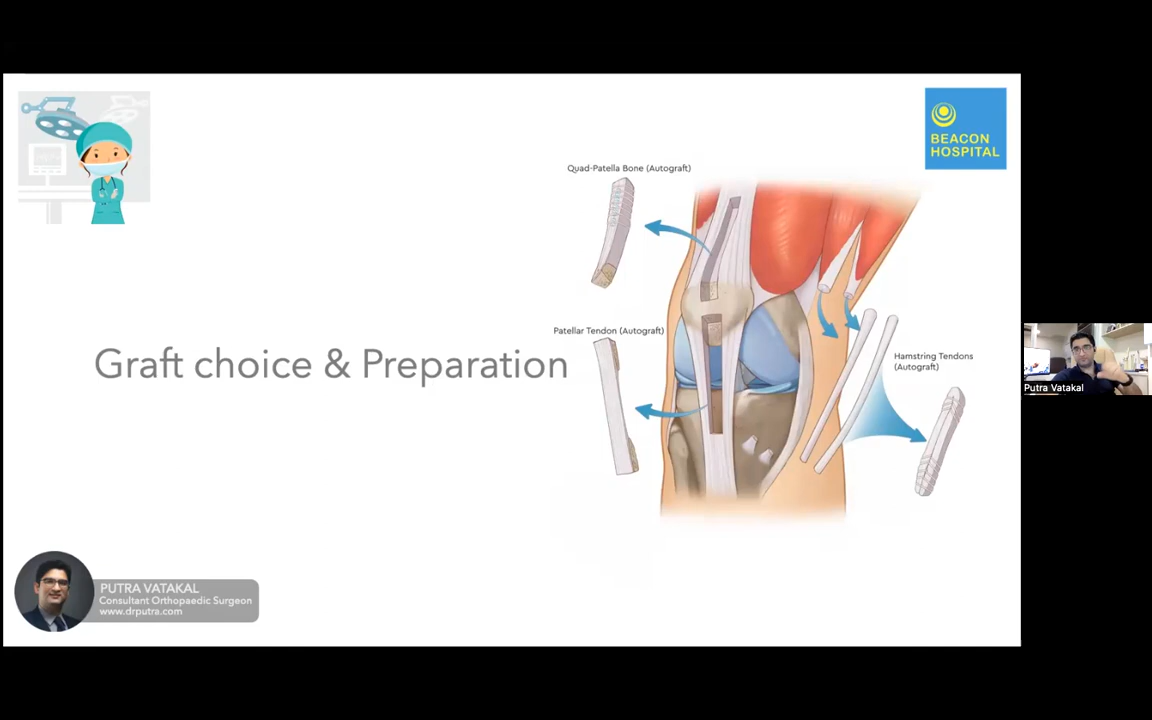 BEACON
HOSPITAL
Quad-Patella Bone (Autograft)
Patellar Tendon (Autograft)
Graft choice & Preparation
Hamstring Tendons
(Autograft)
Putra Vatakal
PUTRA VATAKAL
Consultant Orthopaedic Surgeon
www.drputra.com